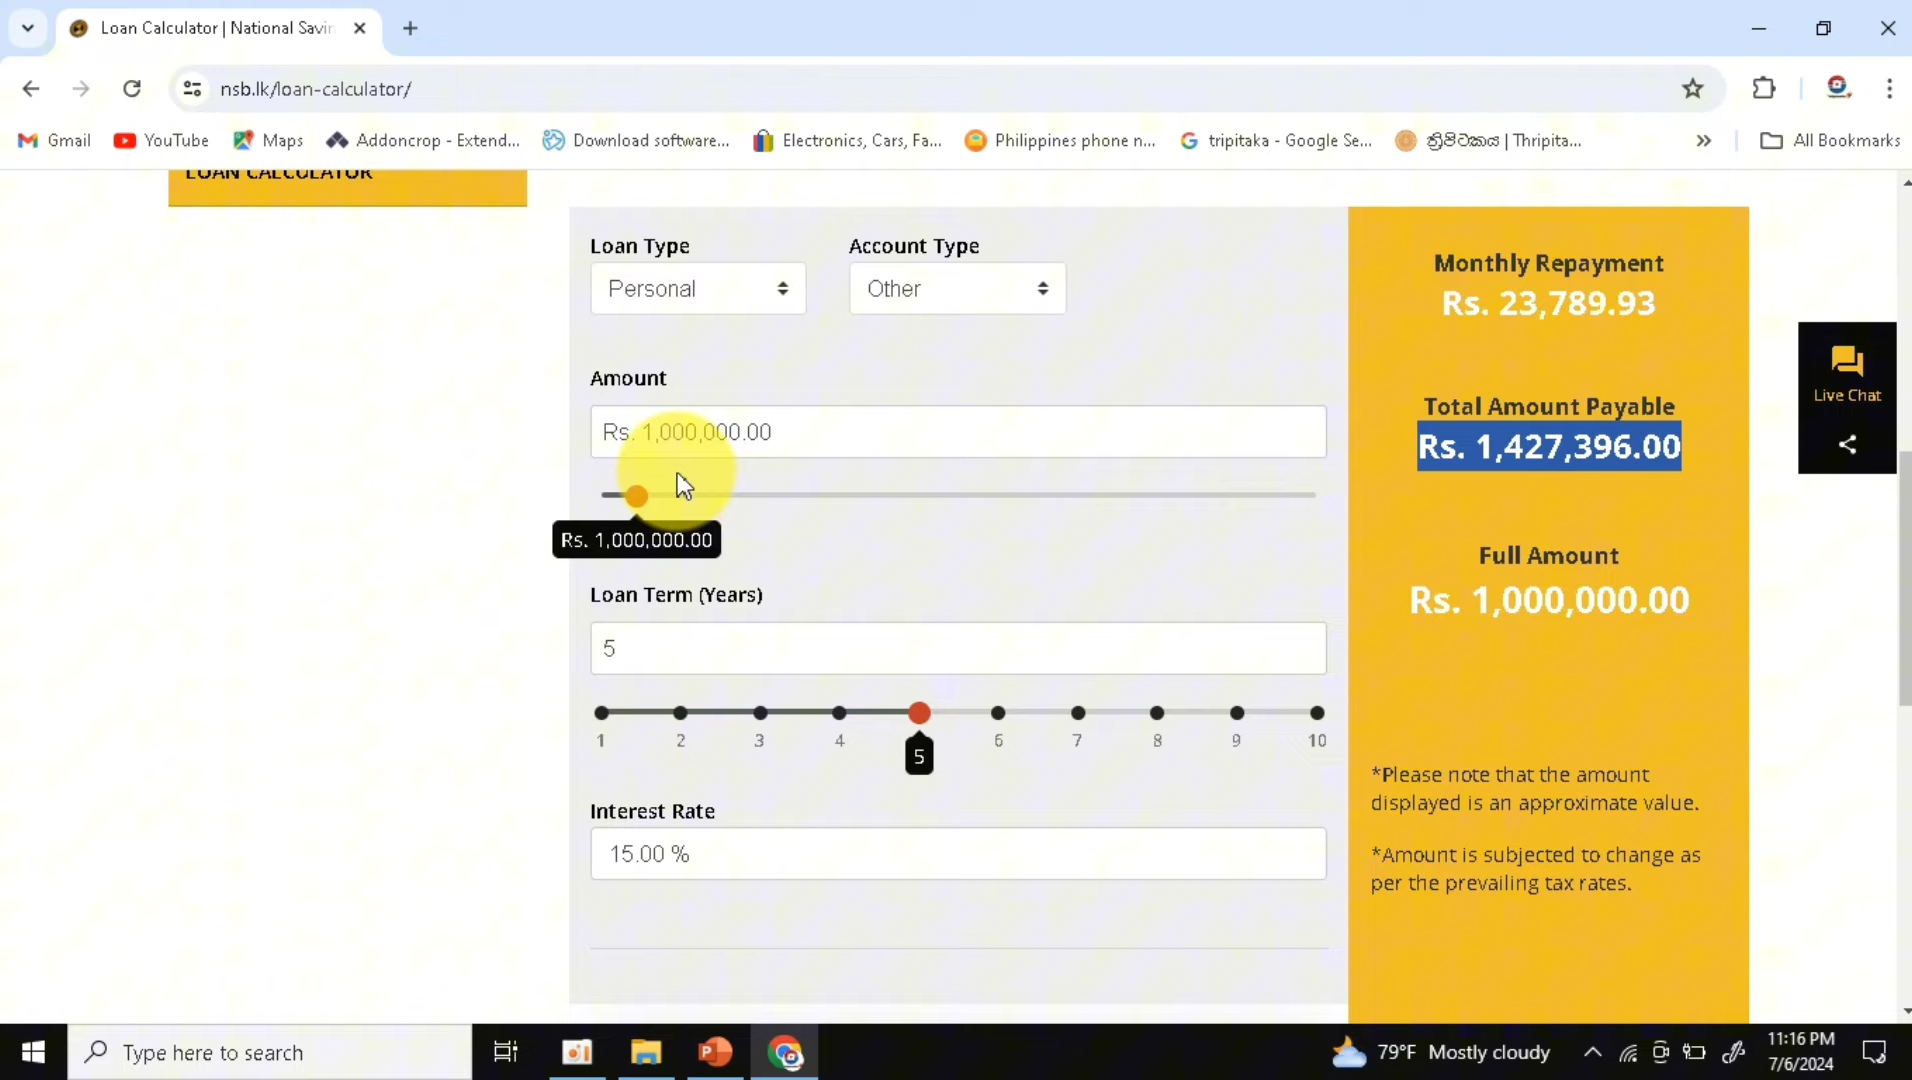 Loan Calculator | National Savin
nsb.lk/loan-calculator/
Gmail
YouTube
Maps
Addoncrop - Extend...
Download software...
Electronics, Cars, Fa...
Philippines phone n...
tripitaka - Google Se...
ත්‍රිපිටකය | Thripita...
All Bookmarks
LOAN CALCULATOR
Loan Type
Account Type
Personal
Other
Amount
Rs. 1,000,000.00
Rs. 1,000,000.00
Loan Term (Years)
5
1 2 3 4 5 6 7 8 9 10
Interest Rate
15.00 %
Monthly Repayment
Rs. 23,789.93
Total Amount Payable
Rs. 1,427,396.00
Full Amount
Rs. 1,000,000.00
*Please note that the amount
displayed is an approximate value.
*Amount is subjected to change as
per the prevailing tax rates.
Live Chat
Type here to search
79°F Mostly cloudy
11:16 PM
7/6/2024